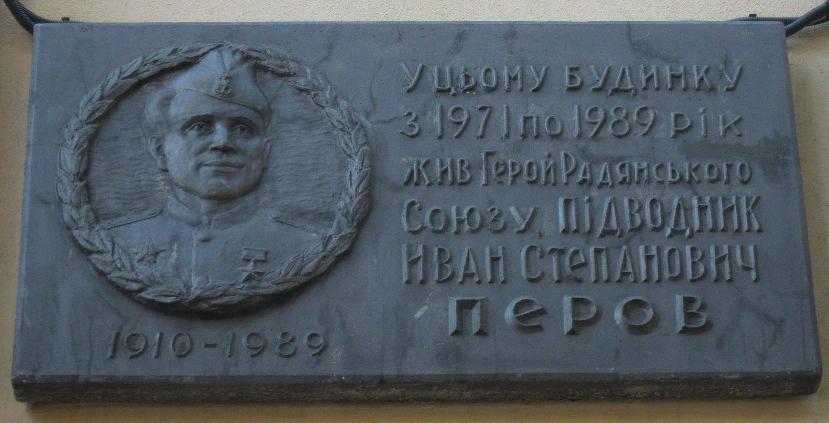 У цьому будинку
з 1971 по 1989 рік
жив Герой Радянського
Союзу, підводник
Иван Степанович
Перов
1910-1989